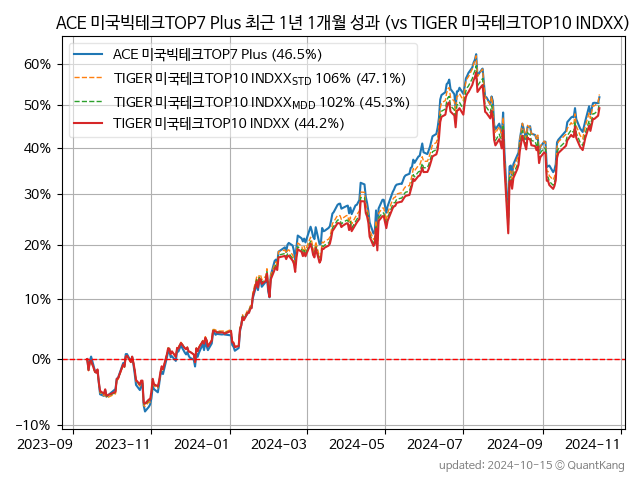 ACE 미국빅테크TOP7 Plus 최근 1년 1개월 성과 (vs TIGER 미국테크TOP10 INDXX)
ACE 미국빅테크TOP7 Plus (46.5%)
TIGER 미국테크TOP10 INDXXSTD 106% (47.1%)
TIGER 미국테크TOP10 INDXXMDD 102% (45.3%)
TIGER 미국테크TOP10 INDXX (44.2%)
60%
50%
40%
30%
20%
10%
0%
-10%
2023-09 2023-11 2024-01 2024-03 2024-05 2024-07 2024-09 2024-11
updated: 2024-10-15 © QuantKang